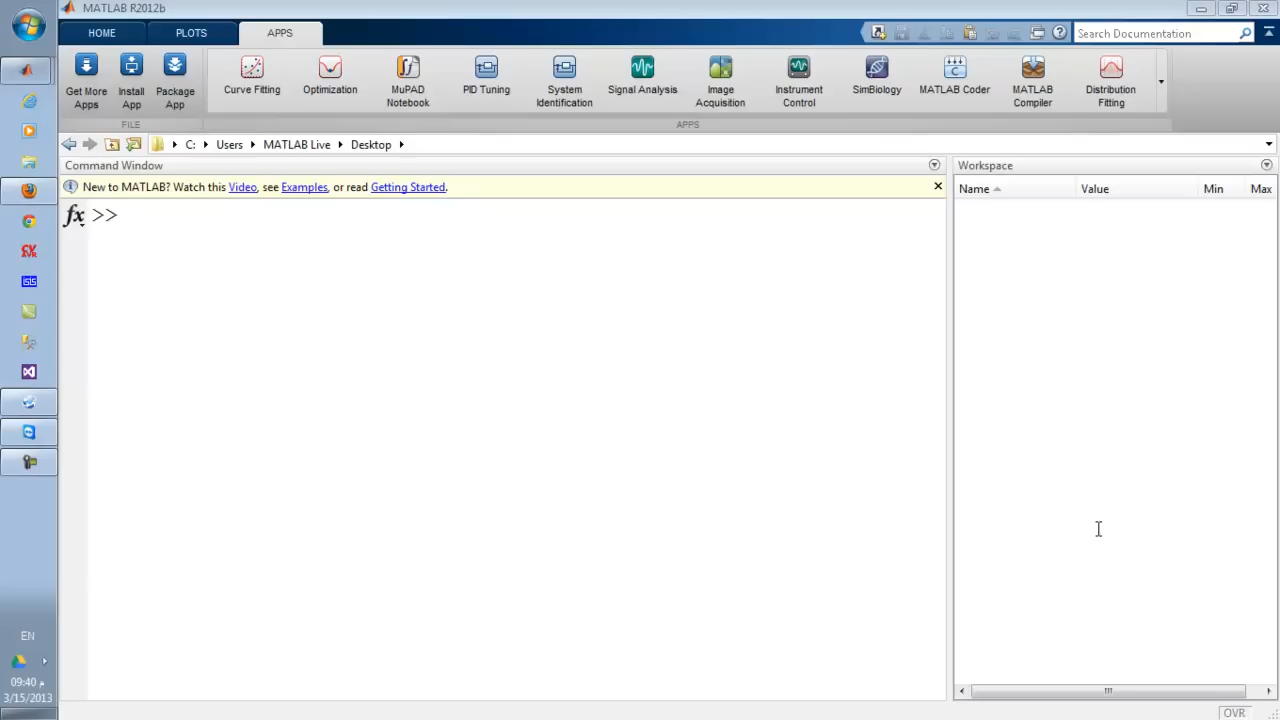 MATLAB R2012b
HOME PLOTS APPS
Search Documentation
Get More Apps
Install App
Package App
Curve Fitting
Optimization
MuPAD Notebook
PID Tuning
System Identification
Signal Analysis
Image Acquisition
Instrument Control
SimBiology
MATLAB Coder
MATLAB Compiler
Distribution Fitting
FILE APPS
C: Users MATLAB Live Desktop
Command Window
Workspace
New to MATLAB? Watch this Video, see Examples, or read Getting Started.
Name Value Min Max
fx >>
CV
AVR
ISIS
EN
09:40 م
3/15/2013
OVR